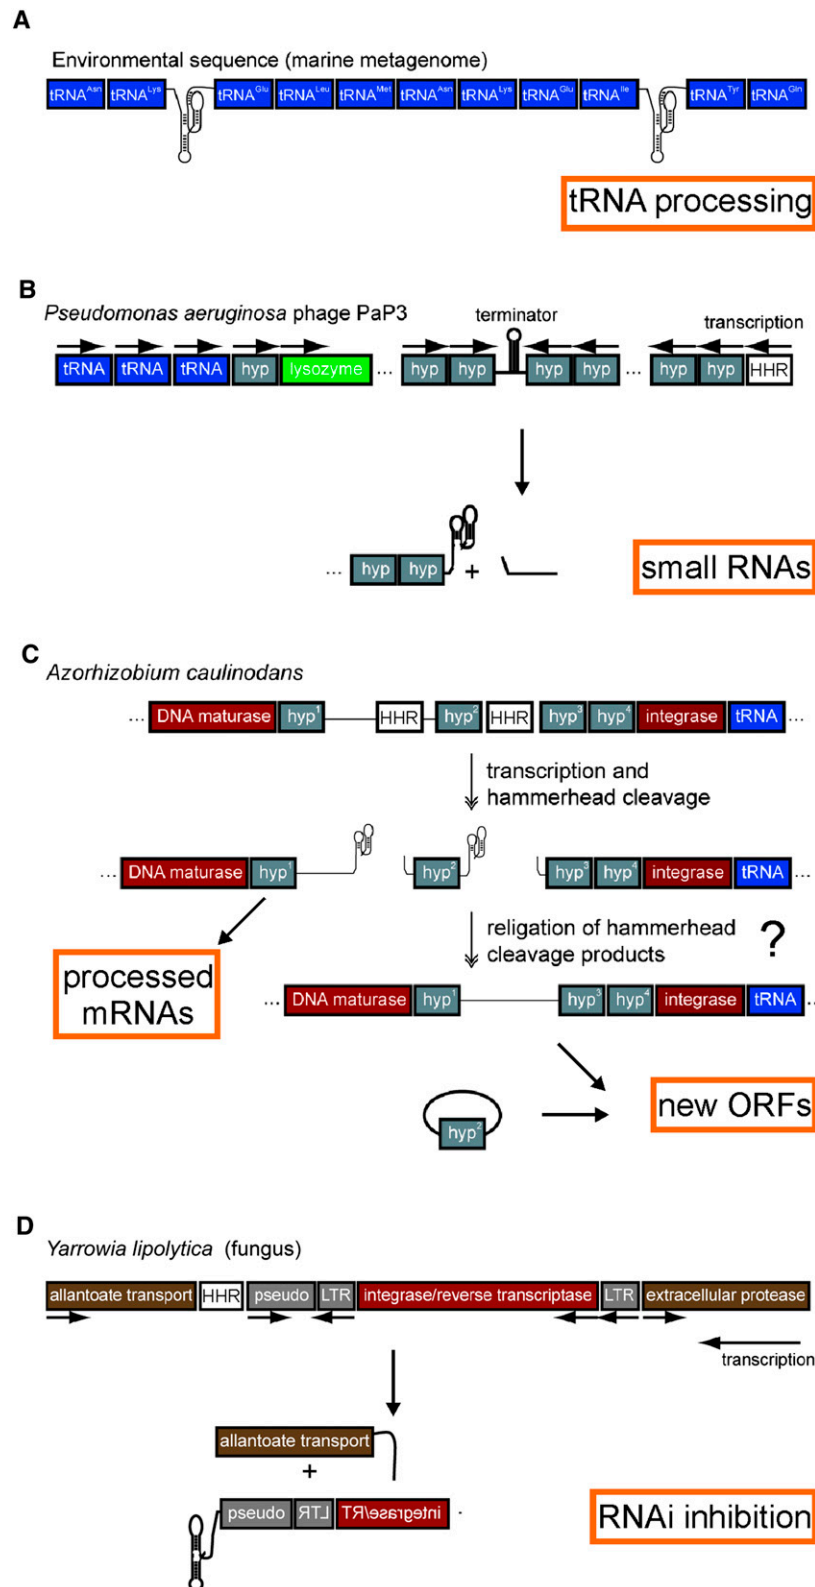 A
Environmental sequence (marine metagenome)
tRNAAsn tRNALys tRNAGlu tRNALeu tRNAMet tRNAAsn tRNALys tRNAGlu tRNAIle tRNATyr tRNAGln
tRNA processing
B
Pseudomonas aeruginosa phage PaP3
terminator
transcription
tRNA tRNA tRNA hyp lysozyme ... hyp hyp hyp hyp ... hyp hyp HHR
... hyp hyp +
small RNAs
C
Azorhizobium caulinodans
... DNA maturase hyp1 HHR hyp2 HHR hyp3 hyp4 integrase tRNA ...
transcription and
hammerhead cleavage
... DNA maturase hyp1 hyp2 hyp3 hyp4 integrase tRNA ...
religation of hammerhead
cleavage products
?
processed
mRNAs
... DNA maturase hyp1 hyp3 hyp4 integrase tRNA ...
new ORFs
hyp2
D
Yarrowia lipolytica (fungus)
allantoate transport HHR pseudo LTR integrase/reverse transcriptase LTR extracellular protease
transcription
allantoate transport
+
pseudo LTR integrase/RT
RNAi inhibition